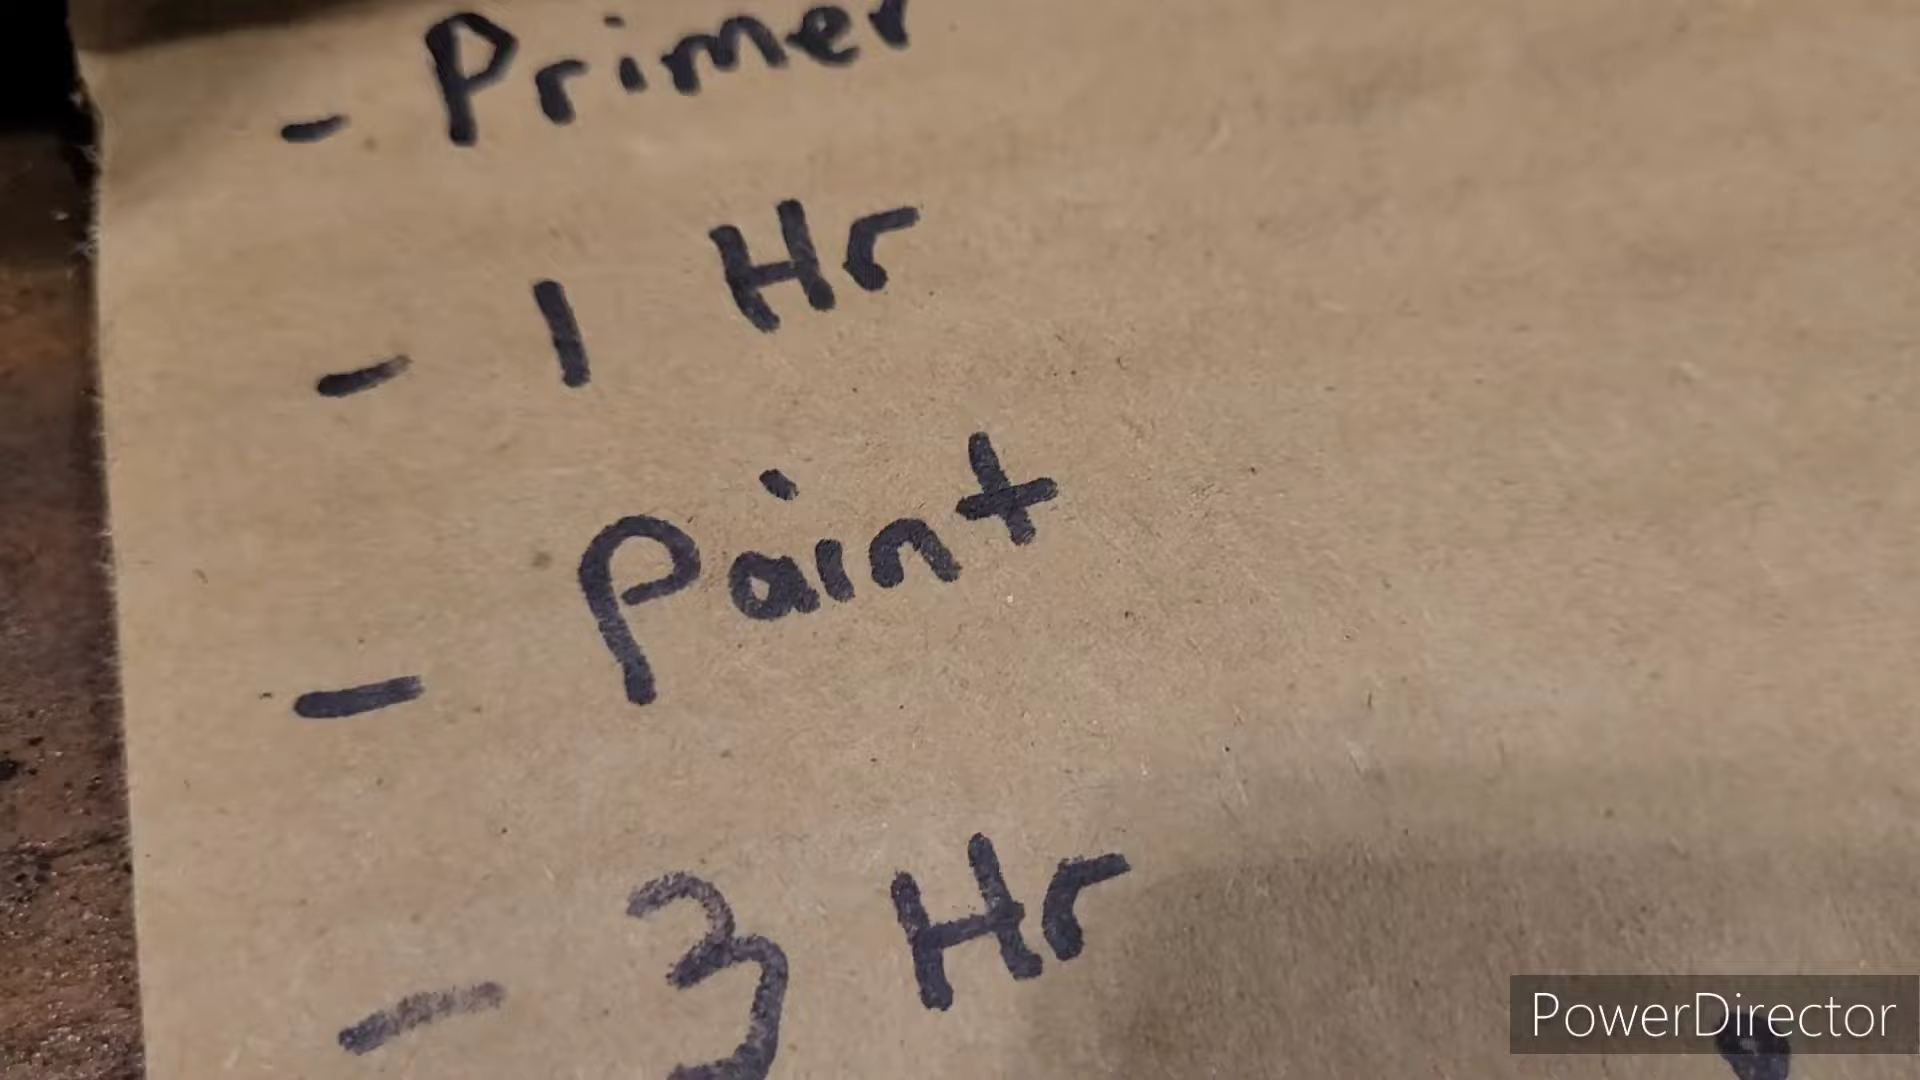 - Primer
- 1 Hr
- Paint
- 3 Hr
PowerDirector